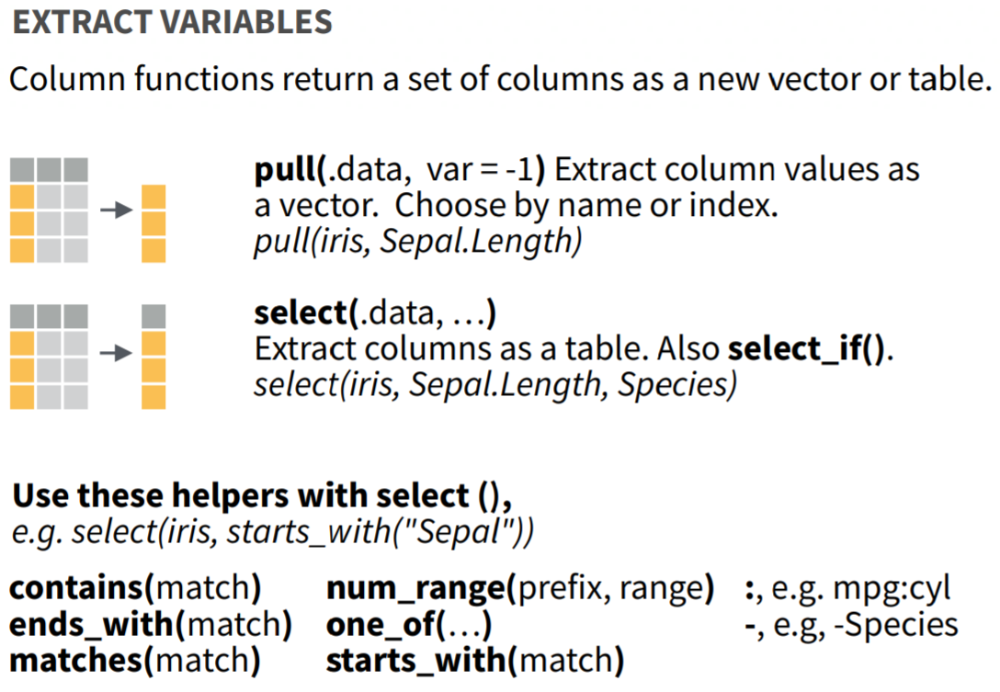 EXTRACT VARIABLES
Column functions return a set of columns as a new vector or table.
pull(.data, var = -1) Extract column values as
a vector. Choose by name or index.
pull(iris, Sepal.Length)
select(.data, …)
Extract columns as a table. Also select_if().
select(iris, Sepal.Length, Species)
Use these helpers with select (),
e.g. select(iris, starts_with("Sepal"))
contains(match) num_range(prefix, range) :, e.g. mpg:cyl
ends_with(match) one_of(…) -, e.g, -Species
matches(match) starts_with(match)